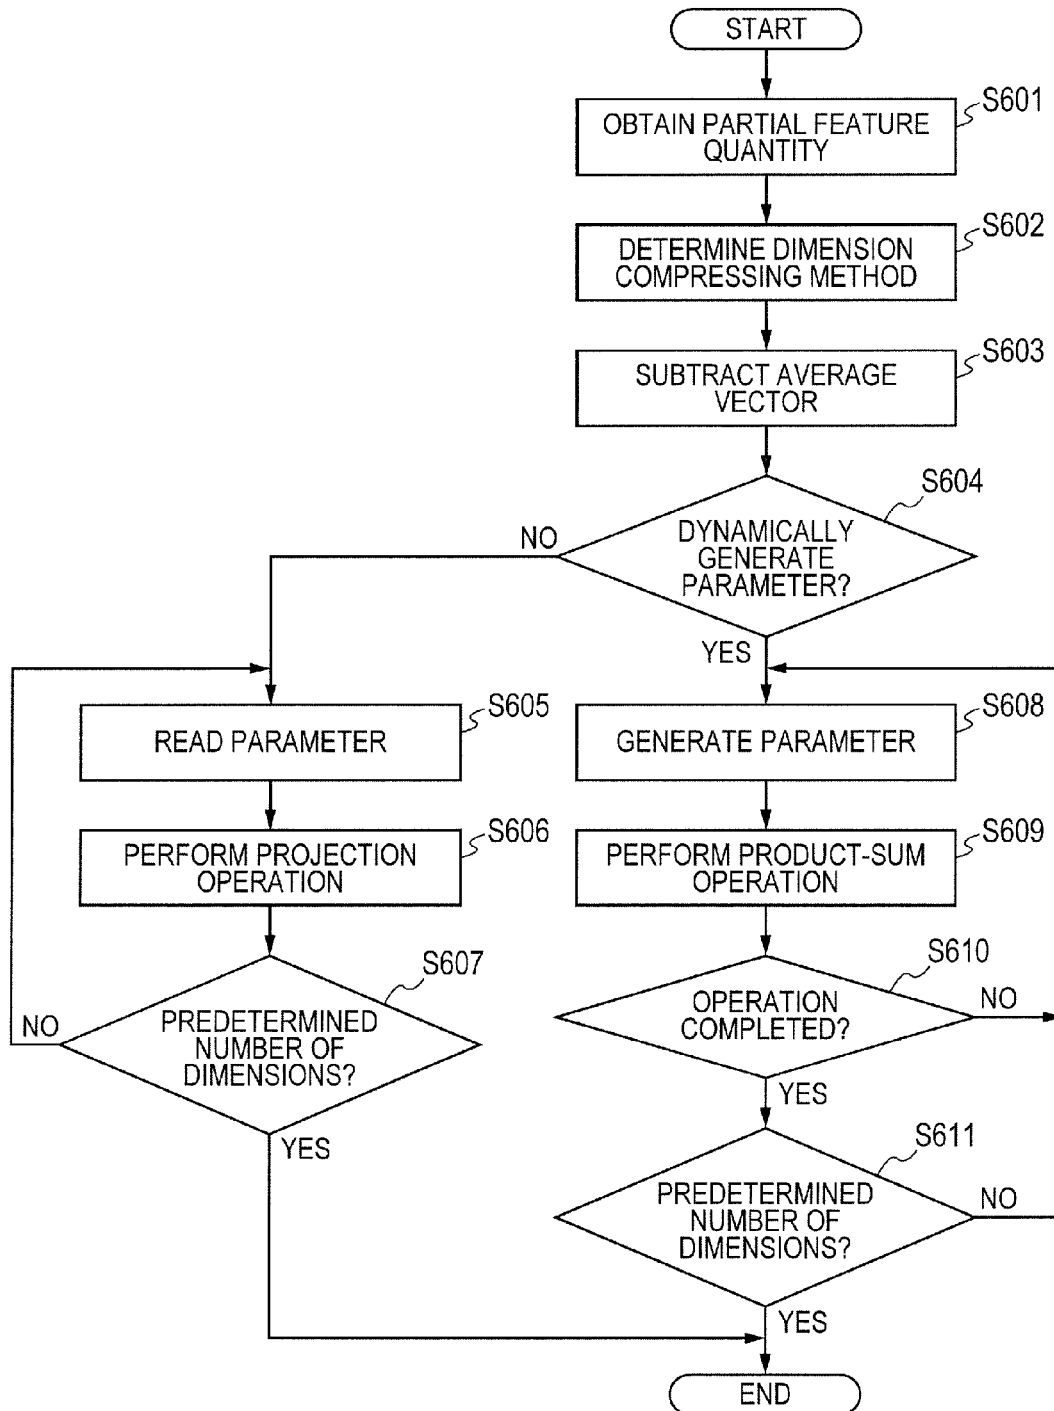 START
S601
OBTAIN PARTIAL FEATURE
QUANTITY
S602
DETERMINE DIMENSION
COMPRESSING METHOD
S603
SUBTRACT AVERAGE
VECTOR
S604
DYNAMICALLY
GENERATE
PARAMETER?
NO
YES
S605
READ PARAMETER
S606
PERFORM PROJECTION
OPERATION
S607
PREDETERMINED
NUMBER OF
DIMENSIONS?
NO
YES
S608
GENERATE PARAMETER
S609
PERFORM PRODUCT-SUM
OPERATION
S610
OPERATION
COMPLETED?
NO
YES
S611
PREDETERMINED
NUMBER OF
DIMENSIONS?
NO
YES
END